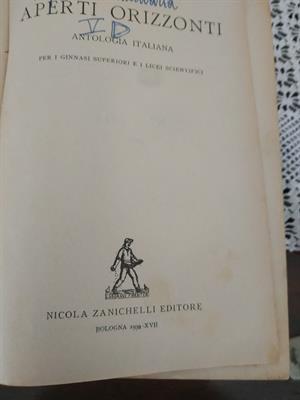 APERTI ORIZZONTI
V D
ANTOLOGIA ITALIANA
PER I GINNASI SUPERIORI E I LICEI SCIENTIFICI
NICOLA ZANICHELLI EDITORE
BOLOGNA 1939-XVII